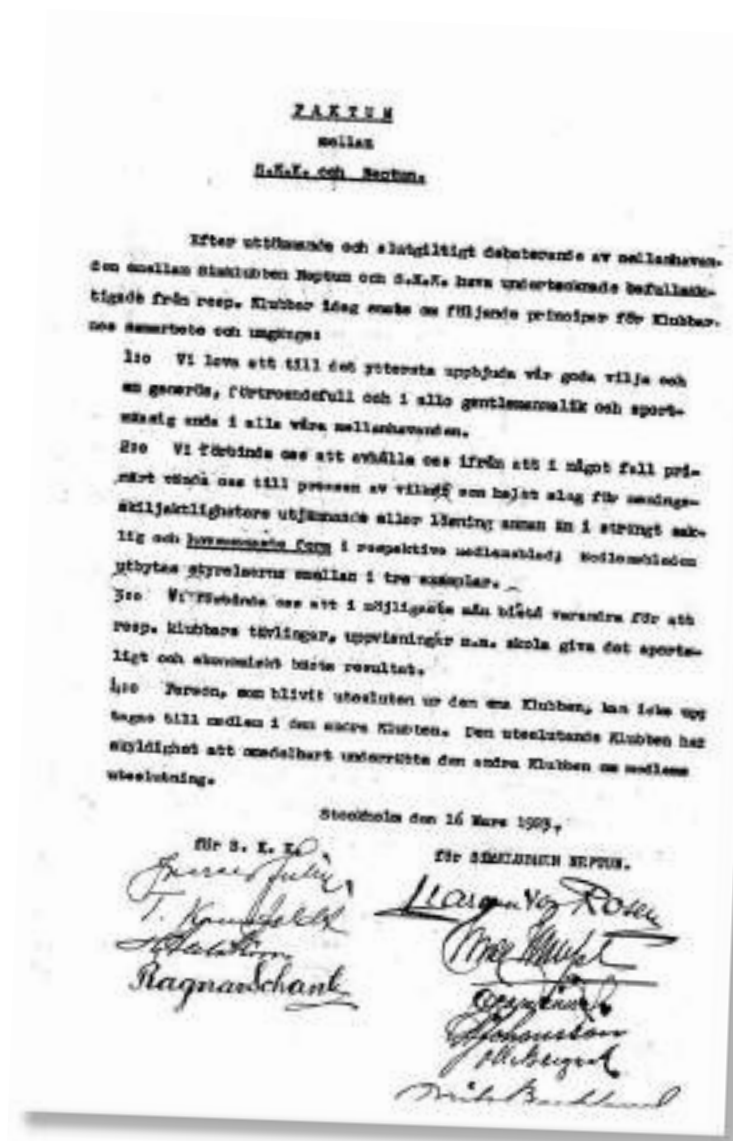 PAKTUM
mellan
S.K.K. och Neptun.
Efter uttömmande och slutgiltigt debaterande av mellanhavan-
den emellan Simklubben Neptun och S.K.K. hava undertecknade befullmäk-
tigade från resp. Klubbar idag enats om följande principer för Klubbar-
nes samarbete och umgänge:
1:o Vi lova att till det yttersta uppbjuda vår goda vilja och
en generös, förtroendefull och i allo gentlemannalik och sport-
mässig anda i alla våra mellanhavanden.
2:o Vi förbinda oss att avhålla oss ifrån att i något fall pri-
märt vända oss till pressen av vilket som helst slag för menings-
skiljaktligheters utjämnande eller lösning annan än i strängt sak-
lig och form i respektive medlemsblad; Medlemsbladen
utbytas styrelserna emellan i tre exemplar.
3:o Vi förbinda oss att i möjligaste mån bistå varandra för att
resp. klubbars tävlingar, uppvisningar m.m. skola giva det sports-
ligt och ekonomiskt bästa resultat.
4:o Person, som blivit utesluten ur den ena Klubben, kan icke upp
tagas till medlem i den andra Klubben. Den uteslutande Klubben har
skyldighet att omedelbart underrätta den andra Klubben om medlems
uteslutning.
Stockholm den 16 Mars 1923.
för S. K. K.
för SIMKLUBBEN NEPTUN.
Rosen
Ragnar Schank
Johansson